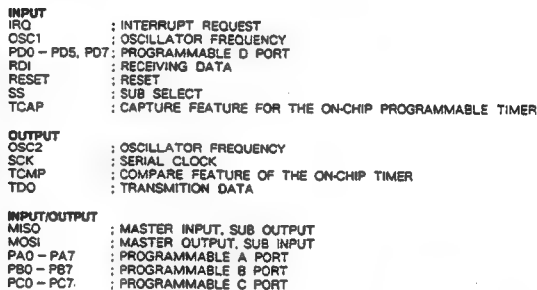 INPUT
IRQ : INTERRUPT REQUEST
OSC1 : OSCILLATOR FREQUENCY
PD0 – PD5, PD7 : PROGRAMMABLE D PORT
RDI : RECEIVING DATA
RESET : RESET
SS : SUB SELECT
TCAP : CAPTURE FEATURE FOR THE ON-CHIP PROGRAMMABLE TIMER
OUTPUT
OSC2 : OSCILLATOR FREQUENCY
SCK : SERIAL CLOCK
TCMP : COMPARE FEATURE OF THE ON-CHIP TIMER
TDO : TRANSMITION DATA
INPUT/OUTPUT
MISO : MASTER INPUT, SUB OUTPUT
MOSI : MASTER OUTPUT, SUB INPUT
PA0 – PA7 : PROGRAMMABLE A PORT
PB0 – PB7 : PROGRAMMABLE B PORT
PC0 – PC7 : PROGRAMMABLE C PORT